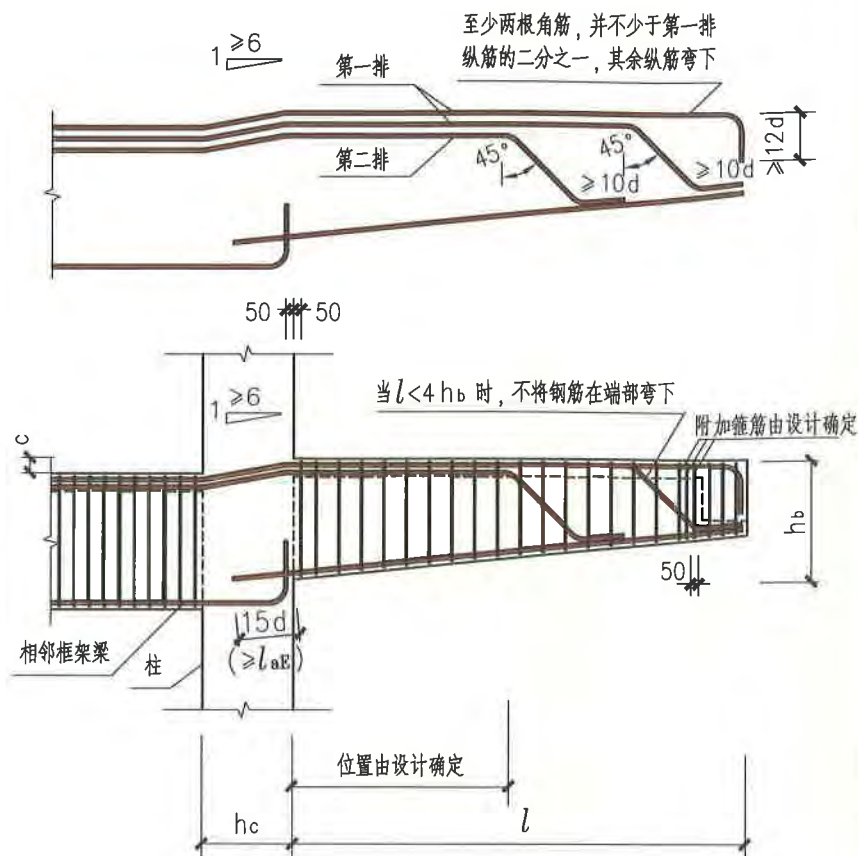 至少两根角筋,并不少于第一排
纵筋的二分之一,其余纵筋弯下
≥6
1
第一排
第二排
45°
45°
≥10d
≥10d
≥12d
50
50
≥6
1
当l<4hb时,不将钢筋在端部弯下
附加箍筋由设计确定
c
hb
50
15d
(≥laE)
相邻框架梁
柱
位置由设计确定
hc
l